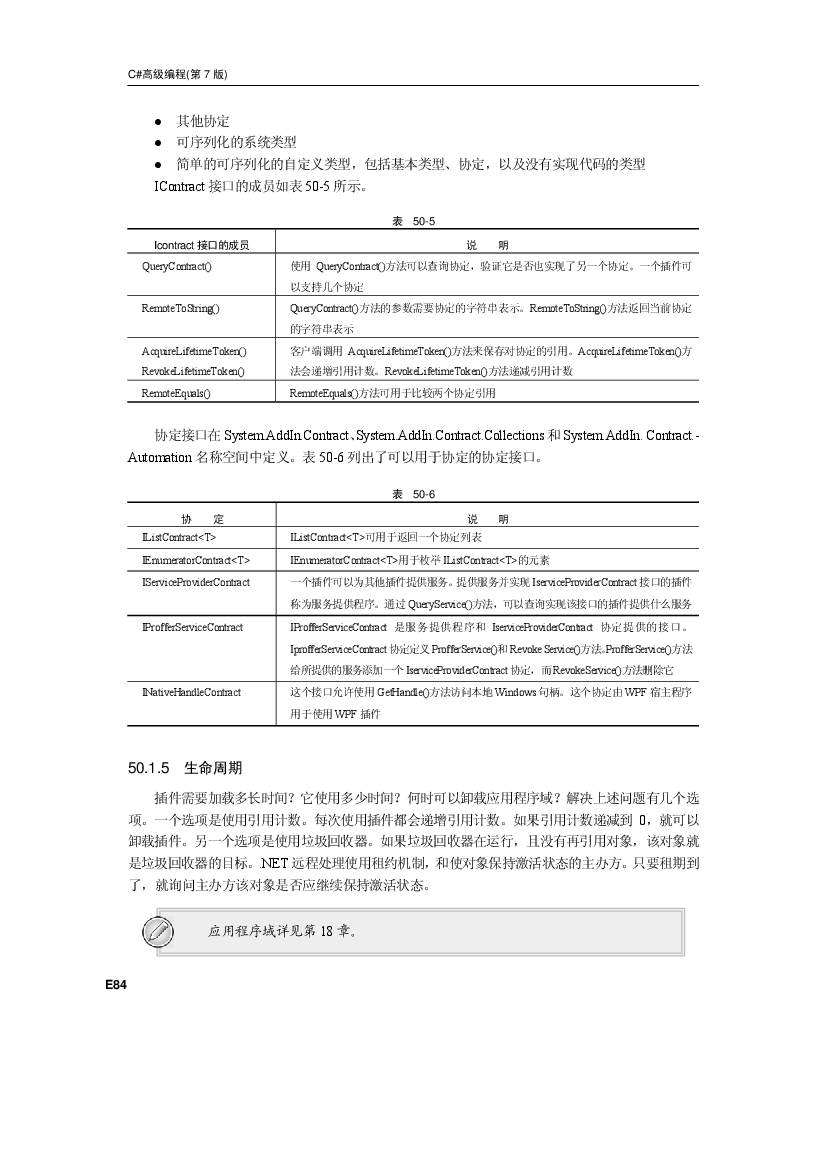 C#高级编程(第 7 版)
● 其他协定
● 可序列化的系统类型
● 简单的可序列化的自定义类型，包括基本类型、协定，以及没有实现代码的类型
IContract 接口的成员如表 50-5 所示。
表 50-5
Icontract 接口的成员 说 明
QueryContract() 使用 QueryContract()方法可以查询协定，验证它是否也实现了另一个协定。一个插件可
以支持几个协定
RemoteToString() QueryContract()方法的参数需要协定的字符串表示。RemoteToString()方法返回当前协定
的字符串表示
AcquireLifetimeToken() 客户端调用 AcquireLifetimeToken()方法来保存对协定的引用。AcquireLifetimeToken()方
RevokeLifetimeToken() 法会递增引用计数。RevokeLifetimeToken()方法递减引用计数
RemoteEquals() RemoteEquals()方法可用于比较两个协定引用
协定接口在 System.AddIn.Contract、System.AddIn.Contract.Collections 和 System.AddIn. Contract.-
Automation 名称空间中定义。表 50-6 列出了可以用于协定的协定接口。
表 50-6
协 定 说 明
IListContract<T> IListContract<T>可用于返回一个协定列表
IEnumeratorContract<T> IEnumeratorContract<T>用于枚举 IListContract<T>的元素
IServiceProviderContract 一个插件可以为其他插件提供服务。提供服务并实现 IserviceProviderContract 接口的插件
称为服务提供程序。通过 QueryService()方法，可以查询实现该接口的插件提供什么服务
IProfferServiceContract IProfferServiceContract 是服务提供程序和 IserviceProviderContract 协定提供的接口。
IprofferServiceContract 协定定义 ProfferService()和 Revoke Service()方法。ProfferService()方法
给所提供的服务添加一个 IserviceProviderContract 协定，而 RevokeService()方法删除它
INativeHandleContract 这个接口允许使用 GetHandle()方法访问本地 Windows 句柄。这个协定由 WPF 宿主程序
用于使用 WPF 插件
50.1.5 生命周期
插件需要加载多长时间？它使用多少时间？何时可以卸载应用程序域？解决上述问题有几个选
项。一个选项是使用引用计数。每次使用插件都会递增引用计数。如果引用计数递减到 0，就可以
卸载插件。另一个选项是使用垃圾回收器。如果垃圾回收器在运行，且没有再引用对象，该对象就
是垃圾回收器的目标。.NET 远程处理使用租约机制，和使对象保持激活状态的主办方。只要租期到
了，就询问主办方该对象是否应继续保持激活状态。
应用程序域详见第 18 章。
E84